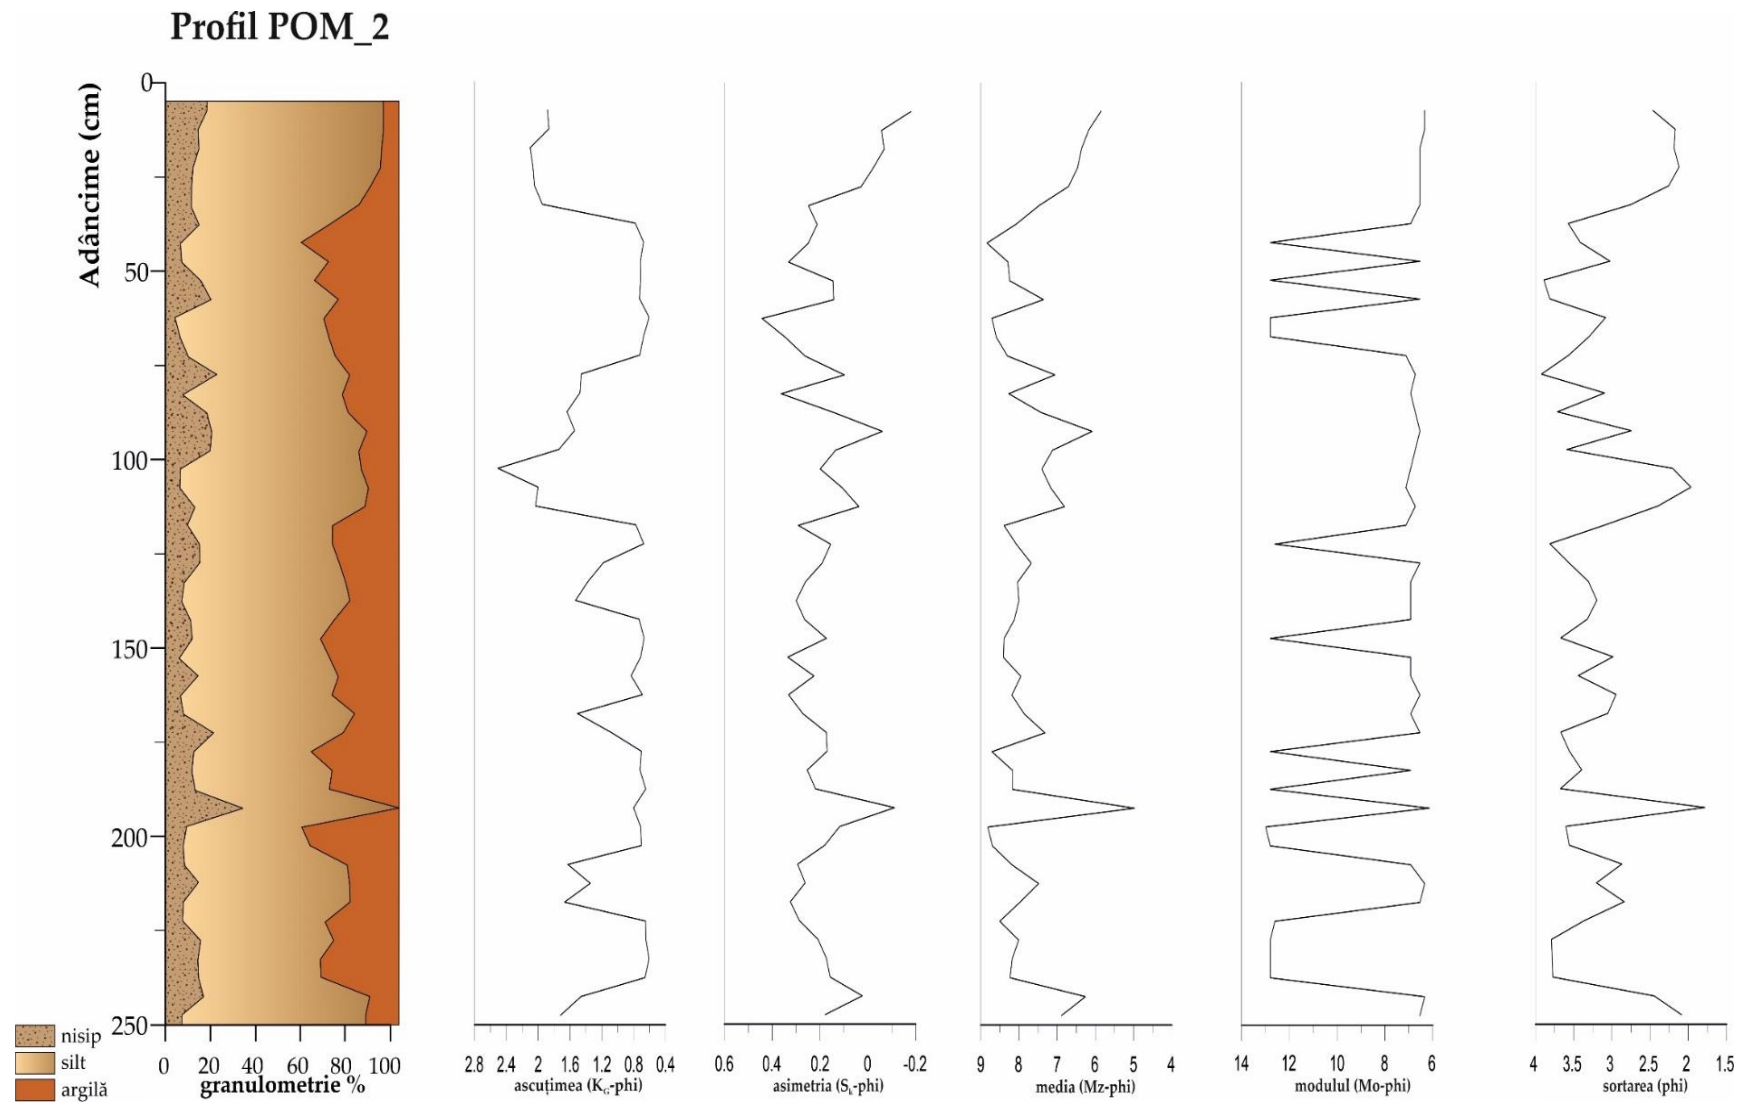 Profil POM_2
Adâncime (cm)
0
50
100
150
200
250
nisip
silt
argilă
0 20 40 60 80 100
granulometrie %
2.8 2.4 2 1.6 1.2 0.8 0.4
ascuțimea (KG-phi)
0.6 0.4 0.2 0 -0.2
asimetria (Sk-phi)
9 8 7 6 5 4
media (Mz-phi)
14 12 10 8 6
modulul (Mo-phi)
4 3.5 3 2.5 2 1.5
sortarea (phi)